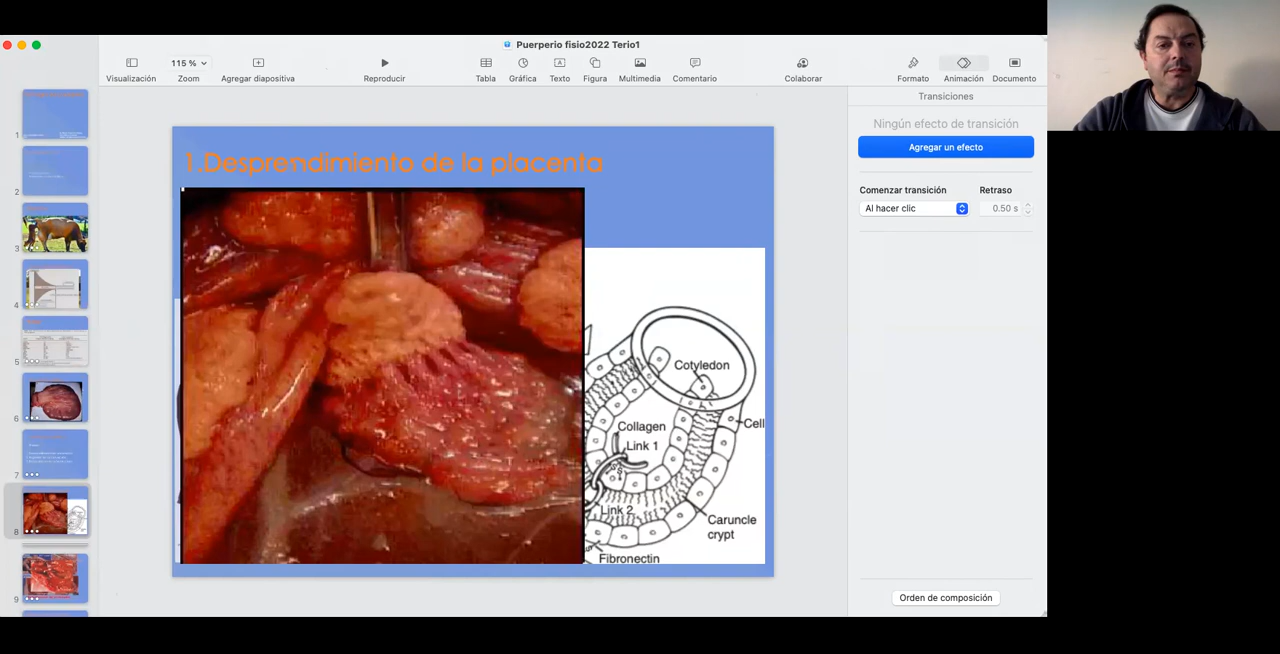 Puerperio fisio2022 Terio1
115 %
Visualización
Zoom
Agregar diapositiva
Reproducir
Tabla
Gráfica
Texto
Figura
Multimedia
Comentario
Colaborar
Formato
Animación
Documento
Transiciones
Ningún efecto de transición
Agregar un efecto
Comenzar transición
Retraso
Al hacer clic
0.50 s
Orden de composición
1
2
3
4
5
6
7
8
9
1.Desprendimiento de la placenta
Cotyledon
Collagen
Link 1
Cell
Link 2
Caruncle
crypt
Fibronectin